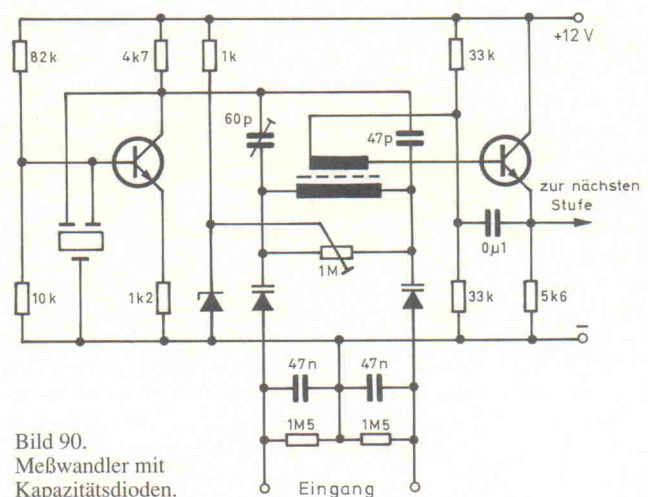 +12 V
82k
4k7
1k
33k
60p
47p
zur nächsten
Stufe
0µ1
1M
10k
1k2
33k
5k6
–
47n
47n
1M5
1M5
Eingang
Bild 90.
Meßwandler mit
Kapazitätsdioden.